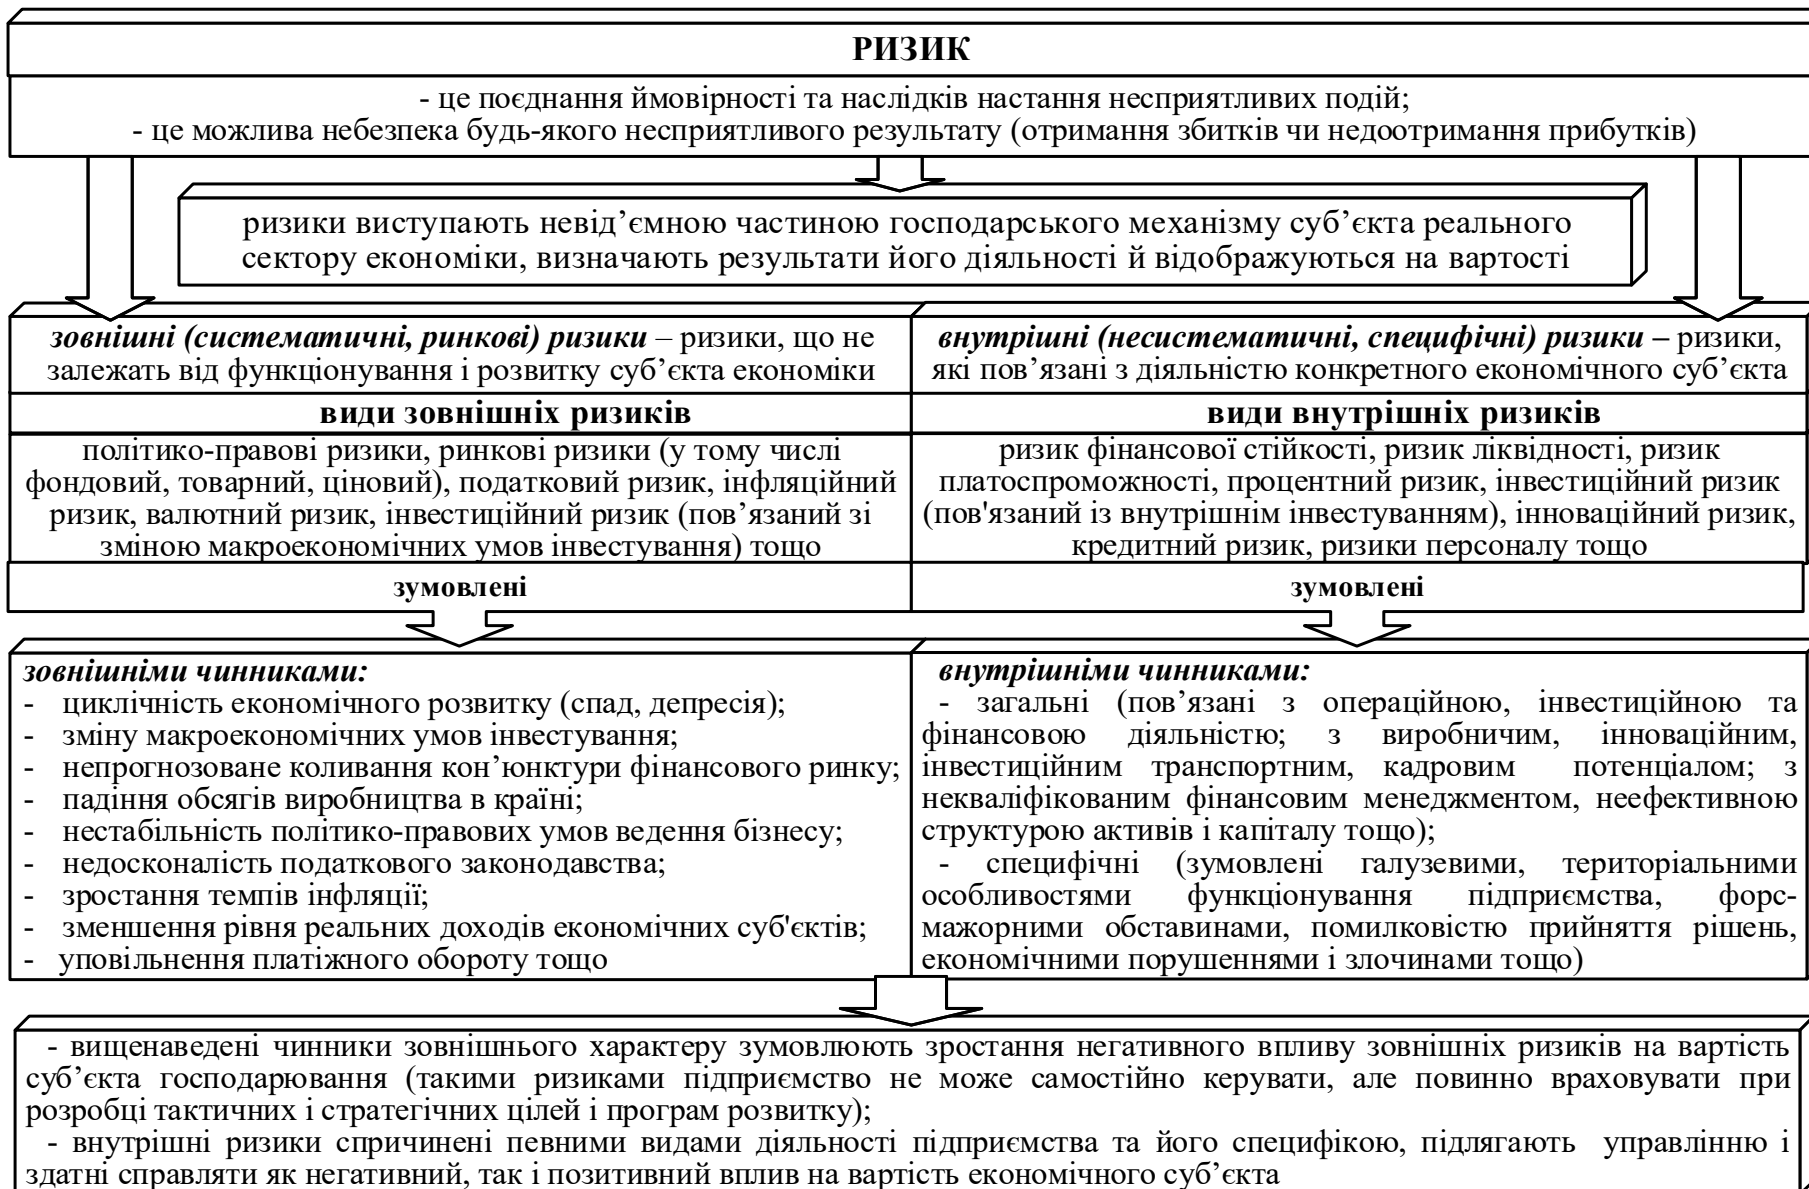 РИЗИК
- це поєднання ймовірності та наслідків настання несприятливих подій;
- це можлива небезпека будь-якого несприятливого результату (отримання збитків чи недоотримання прибутків)
ризики виступають невід’ємною частиною господарського механізму суб’єкта реального
сектору економіки, визначають результати його діяльності й відображуються на вартості
зовнішні (систематичні, ринкові) ризики – ризики, що не
залежать від функціонування і розвитку суб’єкта економіки
види зовнішніх ризиків
політико-правові ризики, ринкові ризики (у тому числі
фондовий, товарний, ціновий), податковий ризик, інфляційний
ризик, валютний ризик, інвестиційний ризик (пов’язаний зі
зміною макроекономічних умов інвестування) тощо
зумовлені
внутрішні (несистематичні, специфічні) ризики – ризики,
які пов’язані з діяльністю конкретного економічного суб’єкта
види внутрішніх ризиків
ризик фінансової стійкості, ризик ліквідності, ризик
платоспроможності, процентний ризик, інвестиційний ризик
(пов'язаний із внутрішнім інвестуванням), інноваційний ризик,
кредитний ризик, ризики персоналу тощо
зумовлені
зовнішніми чинниками:
- циклічність економічного розвитку (спад, депресія);
- зміну макроекономічних умов інвестування;
- непрогнозоване коливання кон’юнктури фінансового ринку;
- падіння обсягів виробництва в країні;
- нестабільність політико-правових умов ведення бізнесу;
- недосконалість податкового законодавства;
- зростання темпів інфляції;
- зменшення рівня реальних доходів економічних суб'єктів;
- уповільнення платіжного обороту тощо
внутрішніми чинниками:
- загальні (пов’язані з операційною, інвестиційною та
фінансовою діяльністю; з виробничим, інноваційним,
інвестиційним транспортним, кадровим потенціалом; з
некваліфікованим фінансовим менеджментом, неефективною
структурою активів і капіталу тощо);
- специфічні (зумовлені галузевими, територіальними
особливостями функціонування підприємства, форс-
мажорними обставинами, помилковістю прийняття рішень,
економічними порушеннями і злочинами тощо)
- вищенаведені чинники зовнішнього характеру зумовлюють зростання негативного впливу зовнішніх ризиків на вартість
суб’єкта господарювання (такими ризиками підприємство не може самостійно керувати, але повинно враховувати при
розробці тактичних і стратегічних цілей і програм розвитку);
- внутрішні ризики спричинені певними видами діяльності підприємства та його специфікою, підлягають управлінню і
здатні справляти як негативний, так і позитивний вплив на вартість економічного суб’єкта